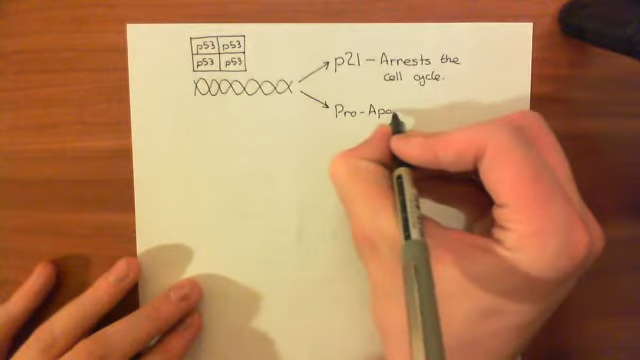 p53 p53
p53 p53
p21 - Arrests the
cell cycle.
Pro-Apo